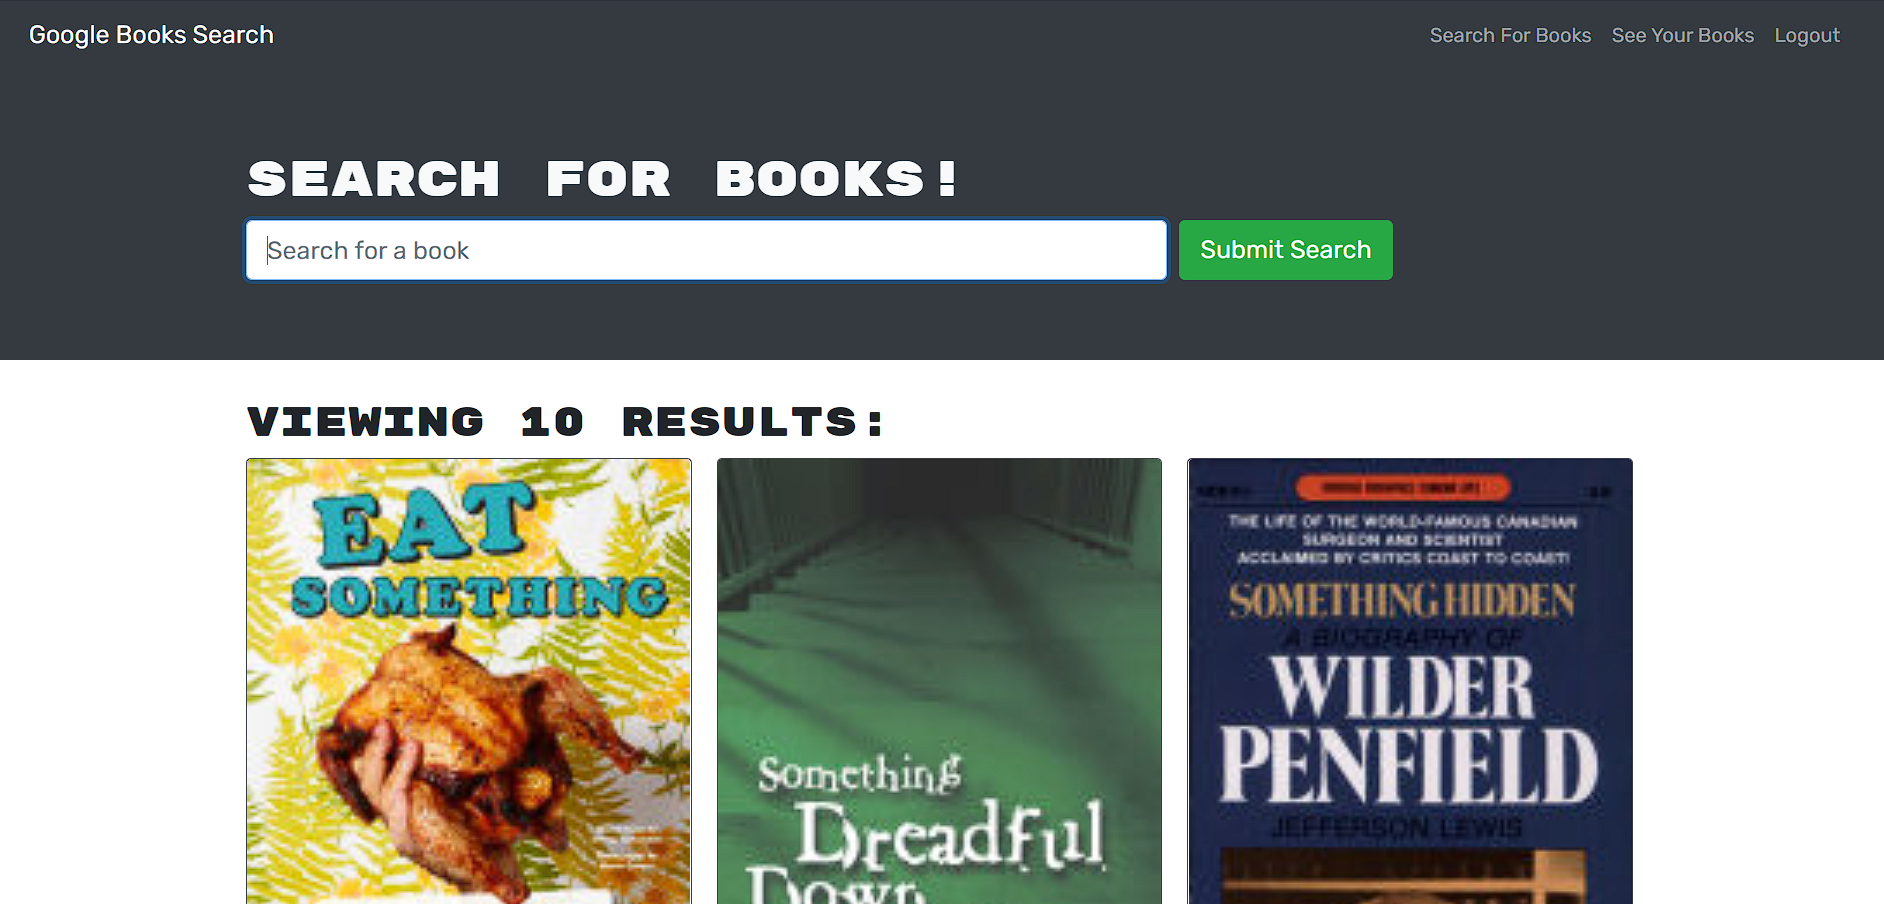 Google Books Search
Search For Books See Your Books Logout
SEARCH FOR BOOKS!
Search for a book
Submit Search
VIEWING 10 RESULTS:
EAT
SOMETHING
Something
Dreadful
Down
THE LIFE OF THE WORLD-FAMOUS CANADIAN
SURGEON AND SCIENTIST
ACCLAIMED BY CRITICS COAST TO COAST!
SOMETHING HIDDEN
A BIOGRAPHY OF
WILDER
PENFIELD
JEFFERSON LEWIS